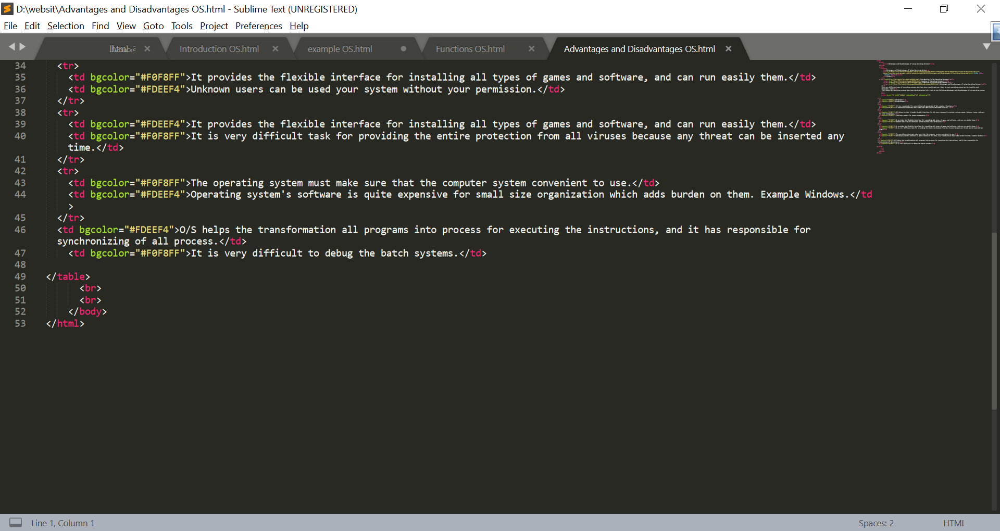 D:\websit\Advantages and Disadvantages OS.html - Sublime Text (UNREGISTERED)
File Edit Selection Find View Goto Tools Project Preferences Help
Introduction OS.html example OS.html Functions OS.html Advantages and Disadvantages OS.html
34 <tr>
35 <td bgcolor="#F0F8FF">It provides the flexible interface for installing all types of games and software, and can run easily them.</td>
36 <td bgcolor="#FDEEF4">Unknown users can be used your system without your permission.</td>
37 </tr>
38 <tr>
39 <td bgcolor="#FDEEF4">It provides the flexible interface for installing all types of games and software, and can run easily them.</td>
40 <td bgcolor="#F0F8FF">It is very difficult task for providing the entire protection from all viruses because any threat can be inserted any
time.</td>
41 </tr>
42 <tr>
43 <td bgcolor="#F0F8FF">The operating system must make sure that the computer system convenient to use.</td>
44 <td bgcolor="#FDEEF4">Operating system's software is quite expensive for small size organization which adds burden on them. Example Windows.</td
>
45 </tr>
46 <td bgcolor="#FDEEF4">O/S helps the transformation all programs into process for executing the instructions, and it has responsible for
synchronizing of all process.</td>
47 <td bgcolor="#F0F8FF">It is very difficult to debug the batch systems.</td>
48
49 </table>
50 <br>
51 <br>
52 </body>
53 </html>
Line 1, Column 1 Spaces: 2 HTML